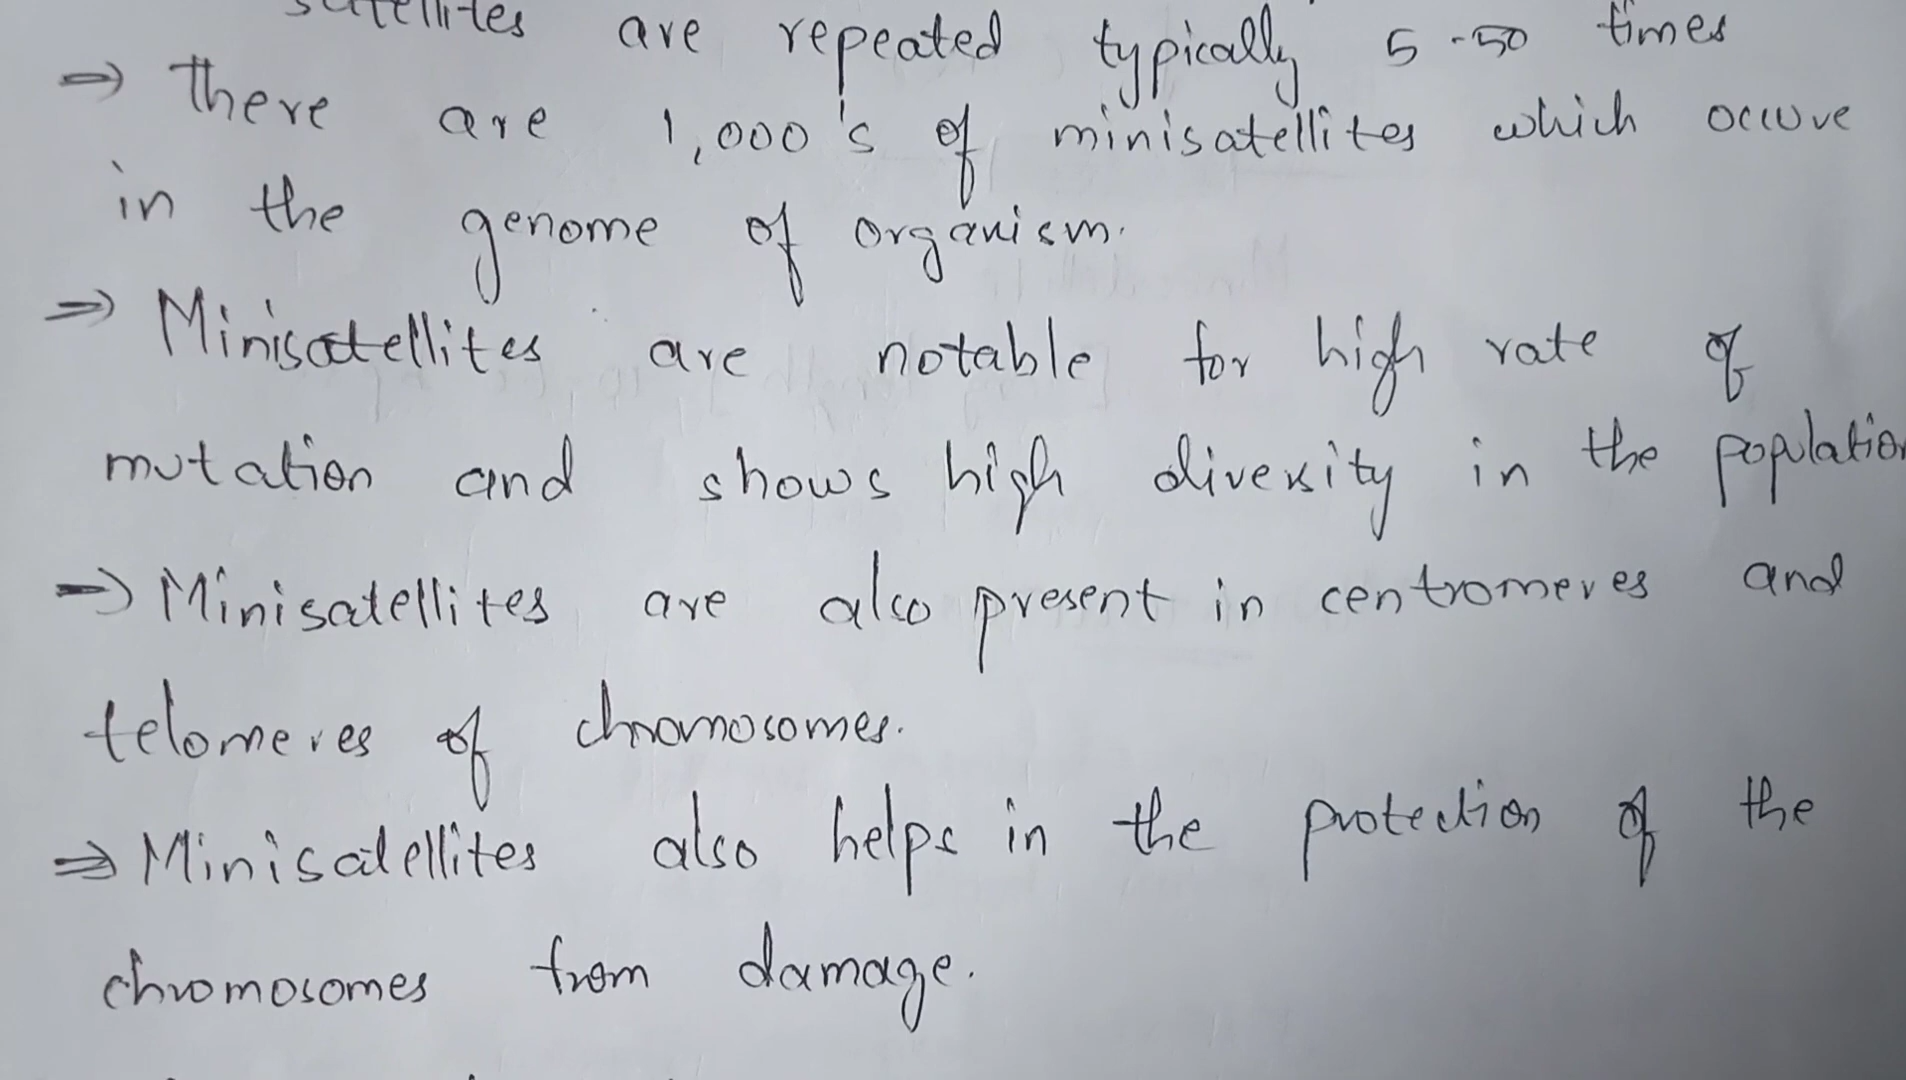 satellites are repeated typically 5-50 times
⇒ there are 1,000's of minisatellites which occure
in the genome of organism.
⇒ Minisatellites are notable for high rate of
mutation and shows high diversity in the population
⇒ Minisatellites are also present in centromeres and
telomeres of chromosomes.
⇒ Minisatellites also helps in the protection of the
chromosomes from damage.